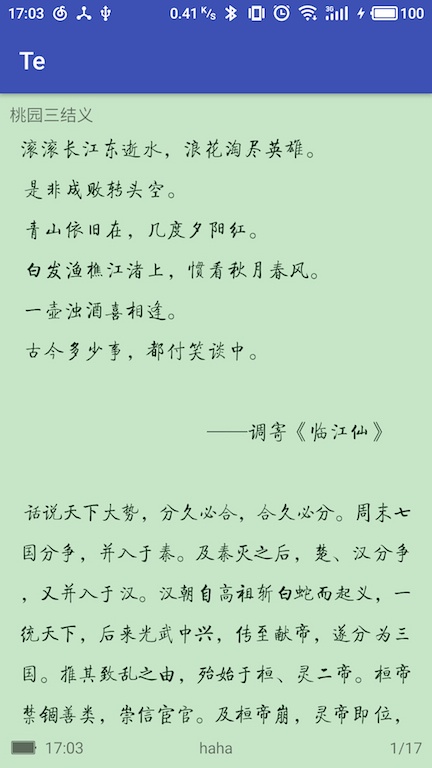 17:03 0.41 K/s 3G 100
Te
桃园三结义
滚滚长江东逝水，浪花淘尽英雄。
是非成败转头空。
青山依旧在，几度夕阳红。
白发渔樵江渚上，惯看秋月春风。
一壶浊酒喜相逢。
古今多少事，都付笑谈中。
——调寄《临江仙》
话说天下大势，分久必合，合久必分。周末七
国分争，并入于秦。及秦灭之后，楚、汉分争
，又并入于汉。汉朝自高祖斩白蛇而起义，一
统天下，后来光武中兴，传至献帝，遂分为三
国。推其致乱之由，殆始于桓、灵二帝。桓帝
禁锢善类，崇信宦官。及桓帝崩，灵帝即位，
17:03 haha 1/17